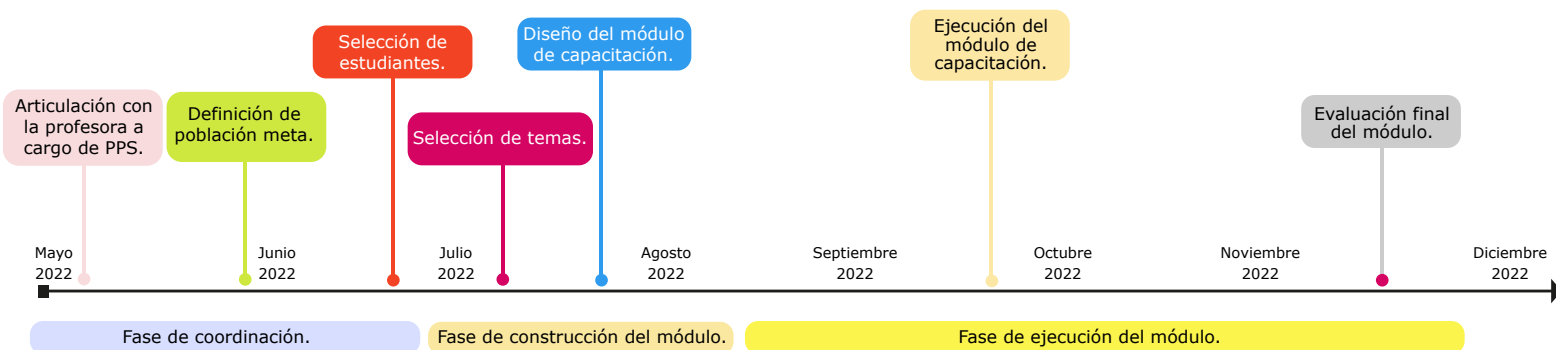 Articulación con
la profesora a
cargo de PPS.
Definición de
población meta.
Selección de
estudiantes.
Selección de temas.
Diseño del módulo
de capacitación.
Ejecución del
módulo de
capacitación.
Evaluación final
del módulo.
Mayo
2022
Junio
2022
Julio
2022
Agosto
2022
Septiembre
2022
Octubre
2022
Noviembre
2022
Diciembre
2022
Fase de coordinación.
Fase de construcción del módulo.
Fase de ejecución del módulo.